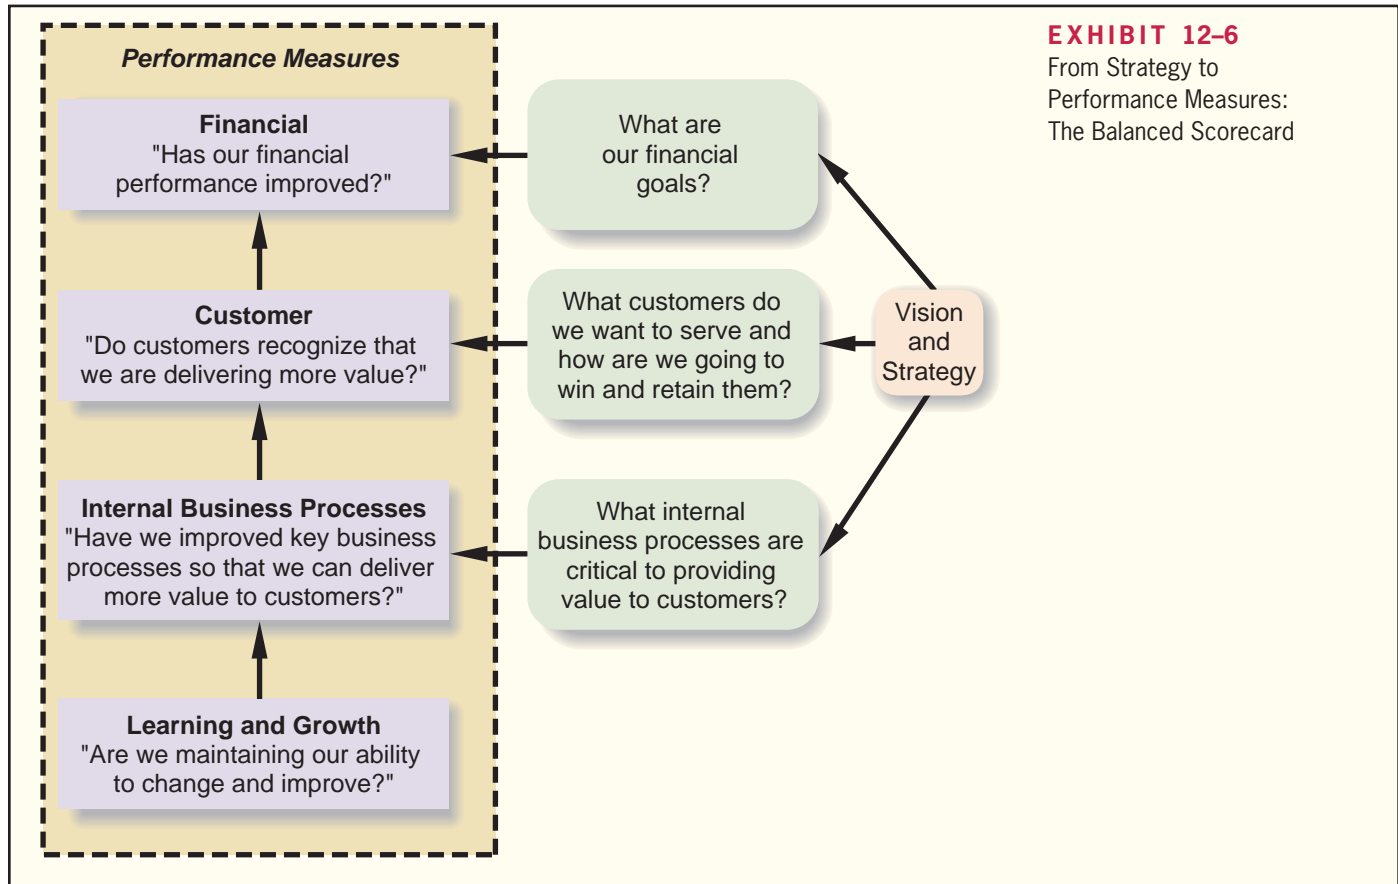 EXHIBIT 12–6
From Strategy to
Performance Measures:
The Balanced Scorecard
Performance Measures
Financial
"Has our financial
performance improved?"
What are
our financial
goals?
Customer
"Do customers recognize that
we are delivering more value?"
What customers do
we want to serve and
how are we going to
win and retain them?
Vision
and
Strategy
Internal Business Processes
"Have we improved key business
processes so that we can deliver
more value to customers?"
What internal
business processes are
critical to providing
value to customers?
Learning and Growth
"Are we maintaining our ability
to change and improve?"